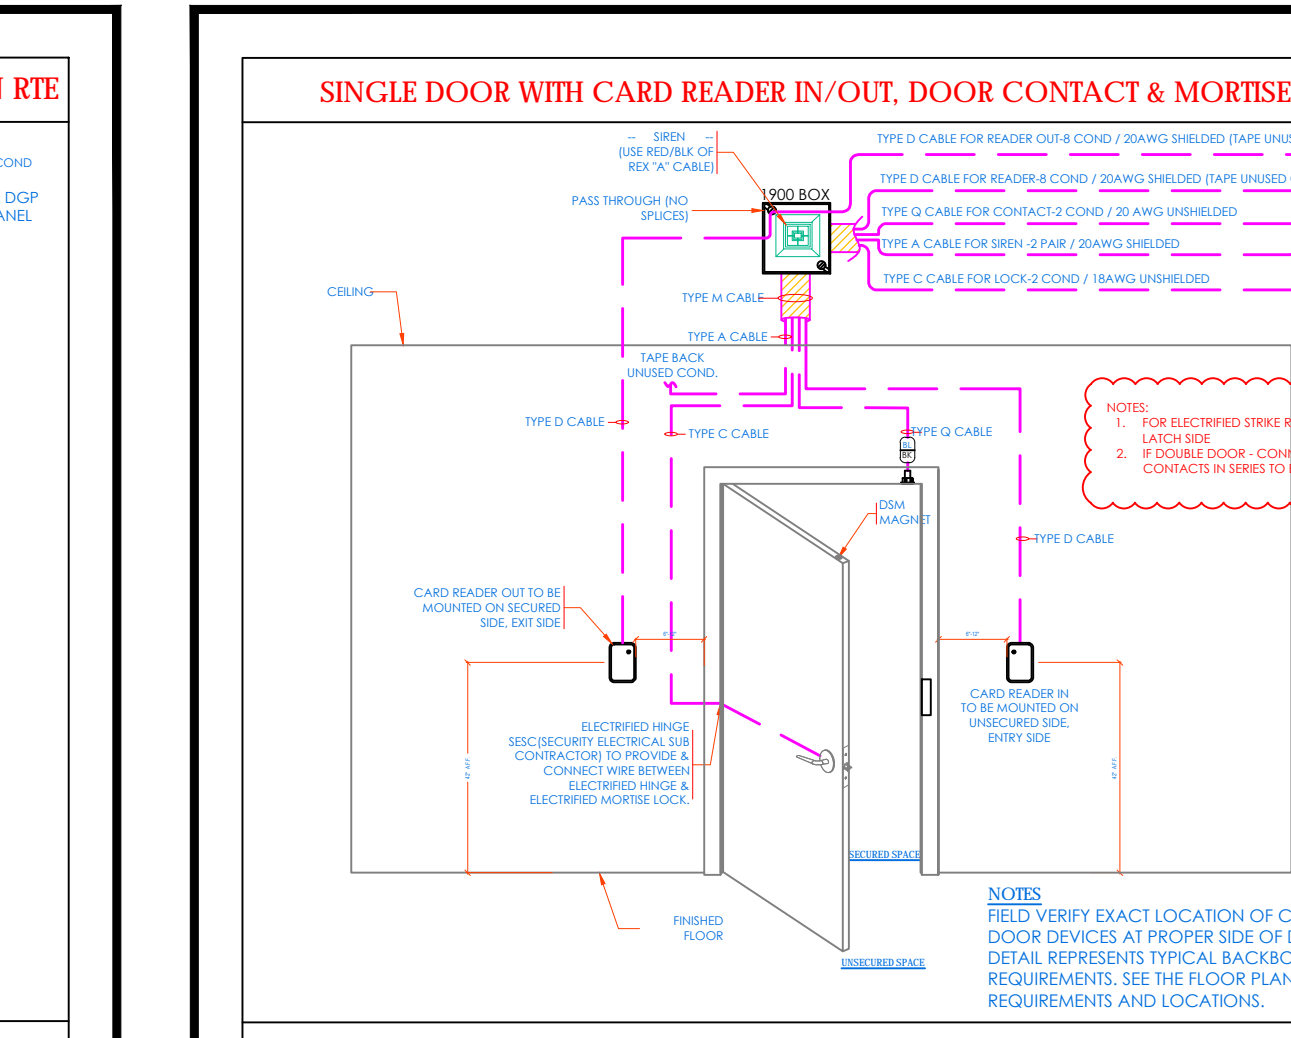 RTE
COND
DGP
PANEL
SINGLE DOOR WITH CARD READER IN/OUT, DOOR CONTACT & MORTISE
-- SIREN --
(USE RED/BLK OF
REX "A" CABLE)
PASS THROUGH (NO
SPLICES)
1900 BOX
TYPE D CABLE FOR READER OUT-8 COND / 20AWG SHIELDED (TAPE
TYPE D CABLE FOR READER-8 COND / 20AWG SHIELDED (TAPE UNUSED
TYPE Q CABLE FOR CONTACT-2 COND / 20 AWG UNSHIELDED
TYPE A CABLE FOR SIREN -2 PAIR / 20AWG SHIELDED
TYPE C CABLE FOR LOCK-2 COND / 18AWG UNSHIELDED
CEILING
TYPE M CABLE
TYPE A CABLE
TAPE BACK
UNUSED COND.
TYPE D CABLE
TYPE C CABLE
TYPE Q CABLE
BL
BK
NOTES:
1. FOR ELECTRIFIED STRIKE
LATCH SIDE
2. IF DOUBLE DOOR -
CONTACTS IN SERIES TO
DSM
MAGNET
TYPE D CABLE
CARD READER OUT TO BE
MOUNTED ON SECURED
SIDE, EXIT SIDE
6"-12"
6"-12"
CARD READER IN
TO BE MOUNTED ON
UNSECURED SIDE,
ENTRY SIDE
ELECTRIFIED HINGE
SESC(SECURITY ELECTRICAL SUB
CONTRACTOR) TO PROVIDE &
CONNECT WIRE BETWEEN
ELECTRIFIED HINGE &
ELECTRIFIED MORTISE LOCK.
42" AFF
42" AFF
SECURED SPACE
FINISHED
FLOOR
UNSECURED SPACE
NOTES
FIELD VERIFY EXACT LOCATION OF
DOOR DEVICES AT PROPER SIDE OF
DETAIL REPRESENTS TYPICAL
REQUIREMENTS. SEE THE FLOOR PLAN
REQUIREMENTS AND LOCATIONS.